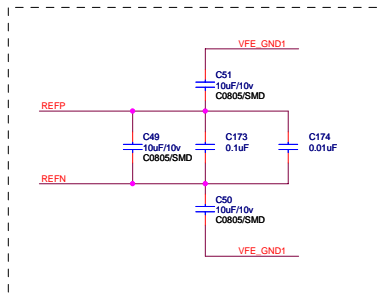 VFE_GND1
C51
10uF/10v
C0805/SMD
REFP
C49
10uF/10v
C0805/SMD
C173
0.1uF
C174
0.01uF
REFN
C50
10uF/10v
C0805/SMD
VFE_GND1